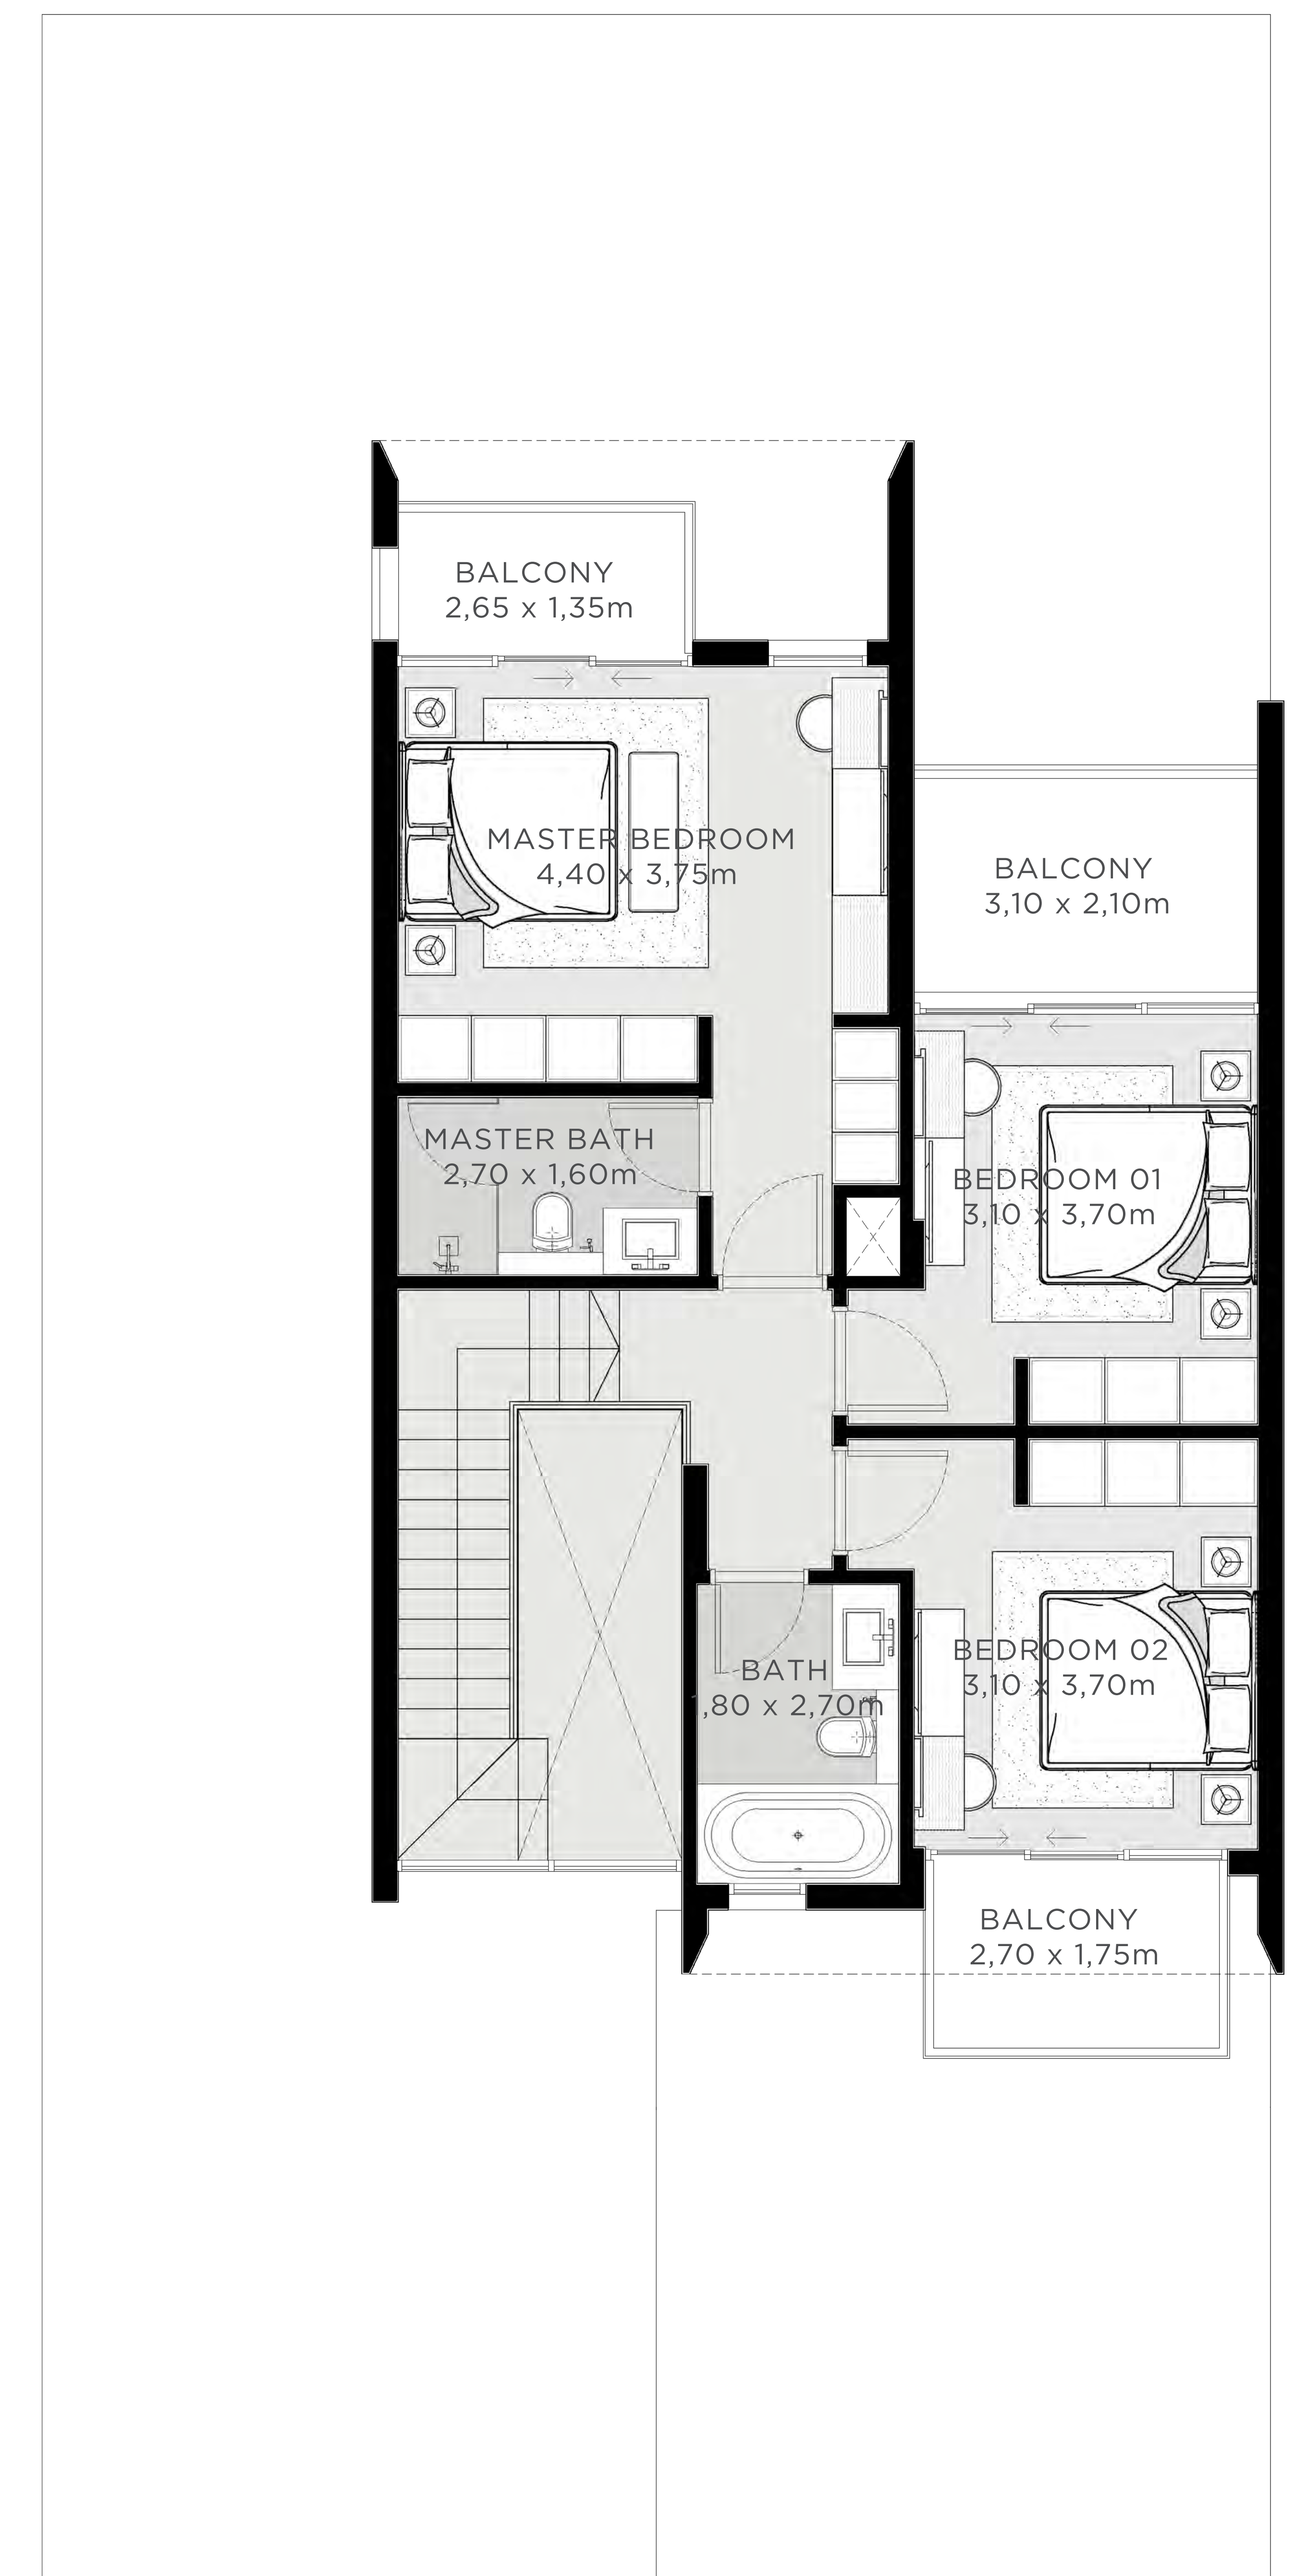 BALCONY
2,65 x 1,35m
MASTER BEDROOM
4,40 x 3,75m
BALCONY
3,10 x 2,10m
MASTER BATH
2,70 x 1,60m
BEDROOM 01
3,10 x 3,70m
BEDROOM 02
3,10 x 3,70m
BATH
,80 x 2,70m
BALCONY
2,70 x 1,75m